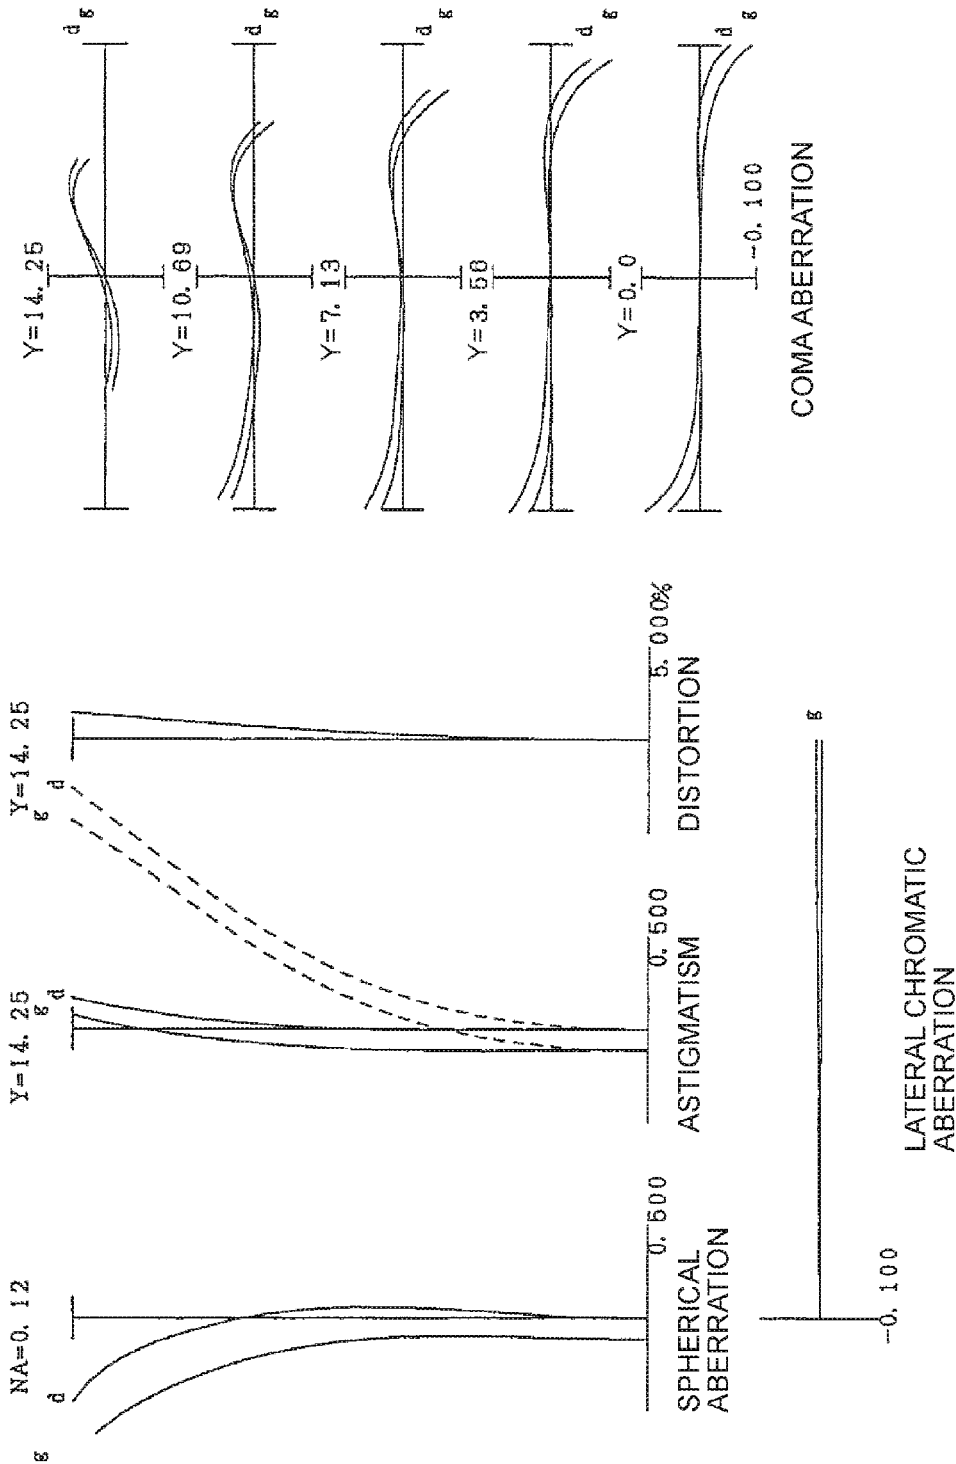 NA=0.12
g
d
0.500
SPHERICAL
ABERRATION
Y=14.25
g
d
0.500
ASTIGMATISM
Y=14.25
g
d
5.000%
DISTORTION
Y=14.25
d
g
Y=10.69
d
g
Y=7.13
d
g
Y=3.56
d
g
Y=0.0
d
g
-0.100
COMA ABERRATION
g
-0.100
LATERAL CHROMATIC
ABERRATION